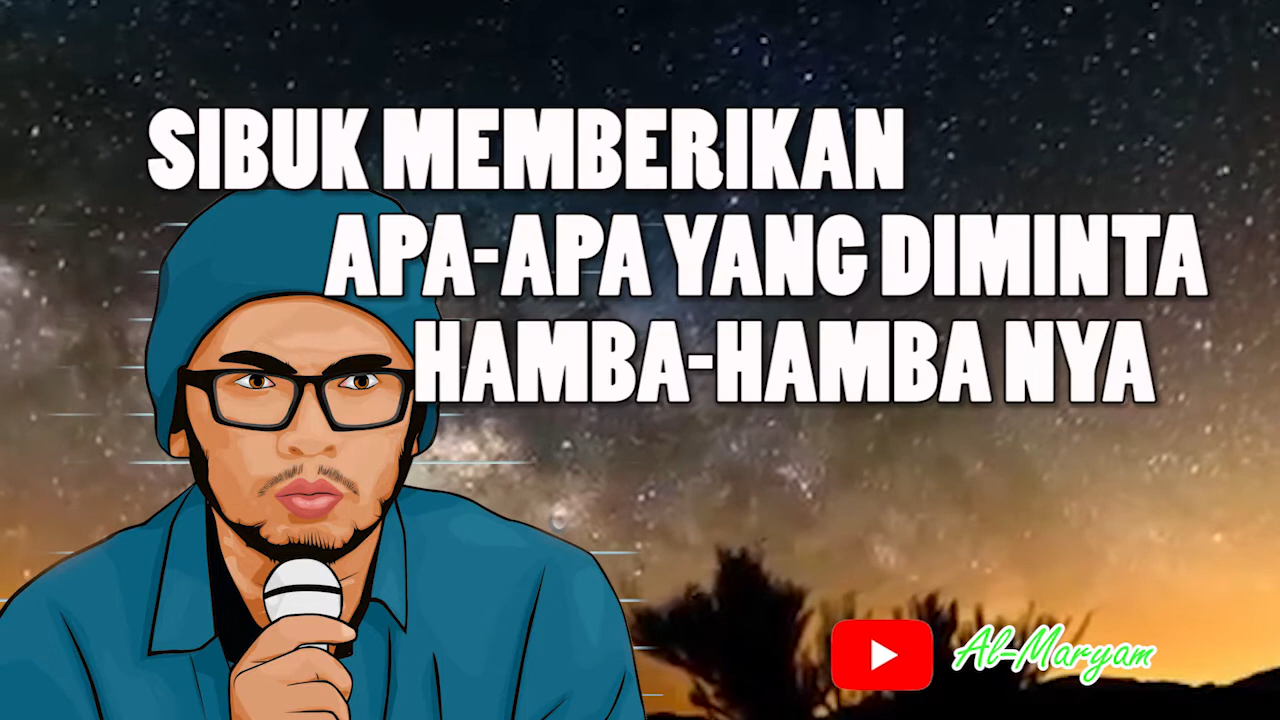 SIBUK MEMBERIKAN
APA-APA YANG DIMINTA
HAMBA-HAMBA NYA
Al-Maryam